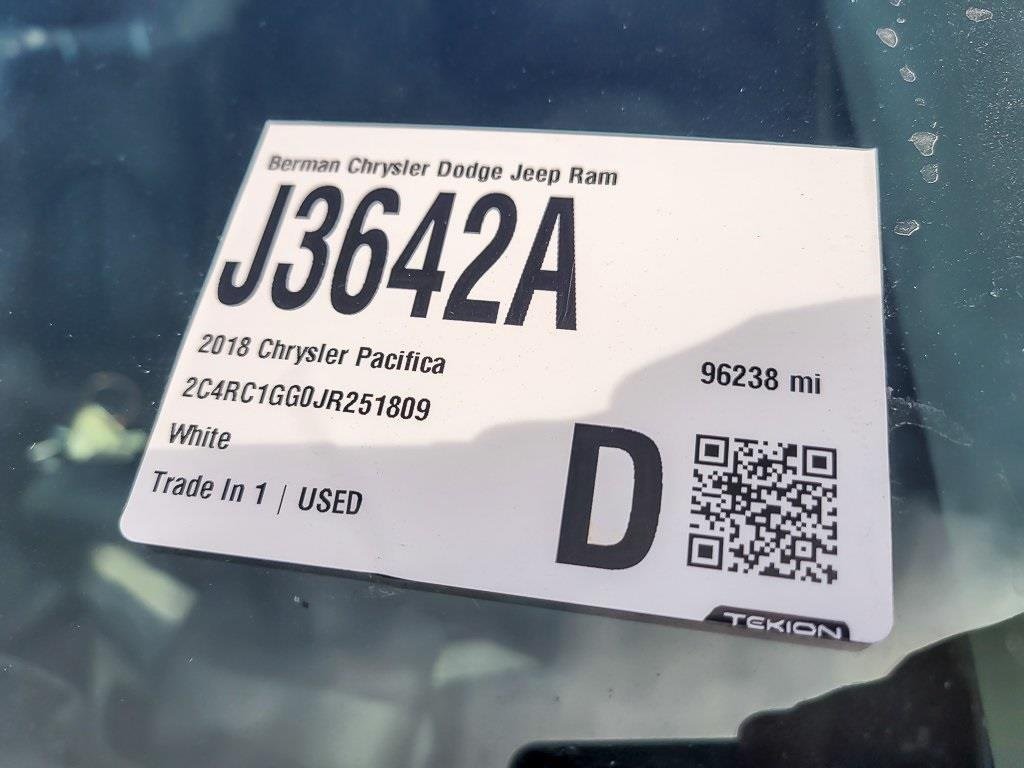 Berman Chrysler Dodge Jeep Ram
J3642A
2018 Chrysler Pacifica
96238 mi
2C4RC1GG0JR251809
White
Trade In 1 | USED
D
TEKION